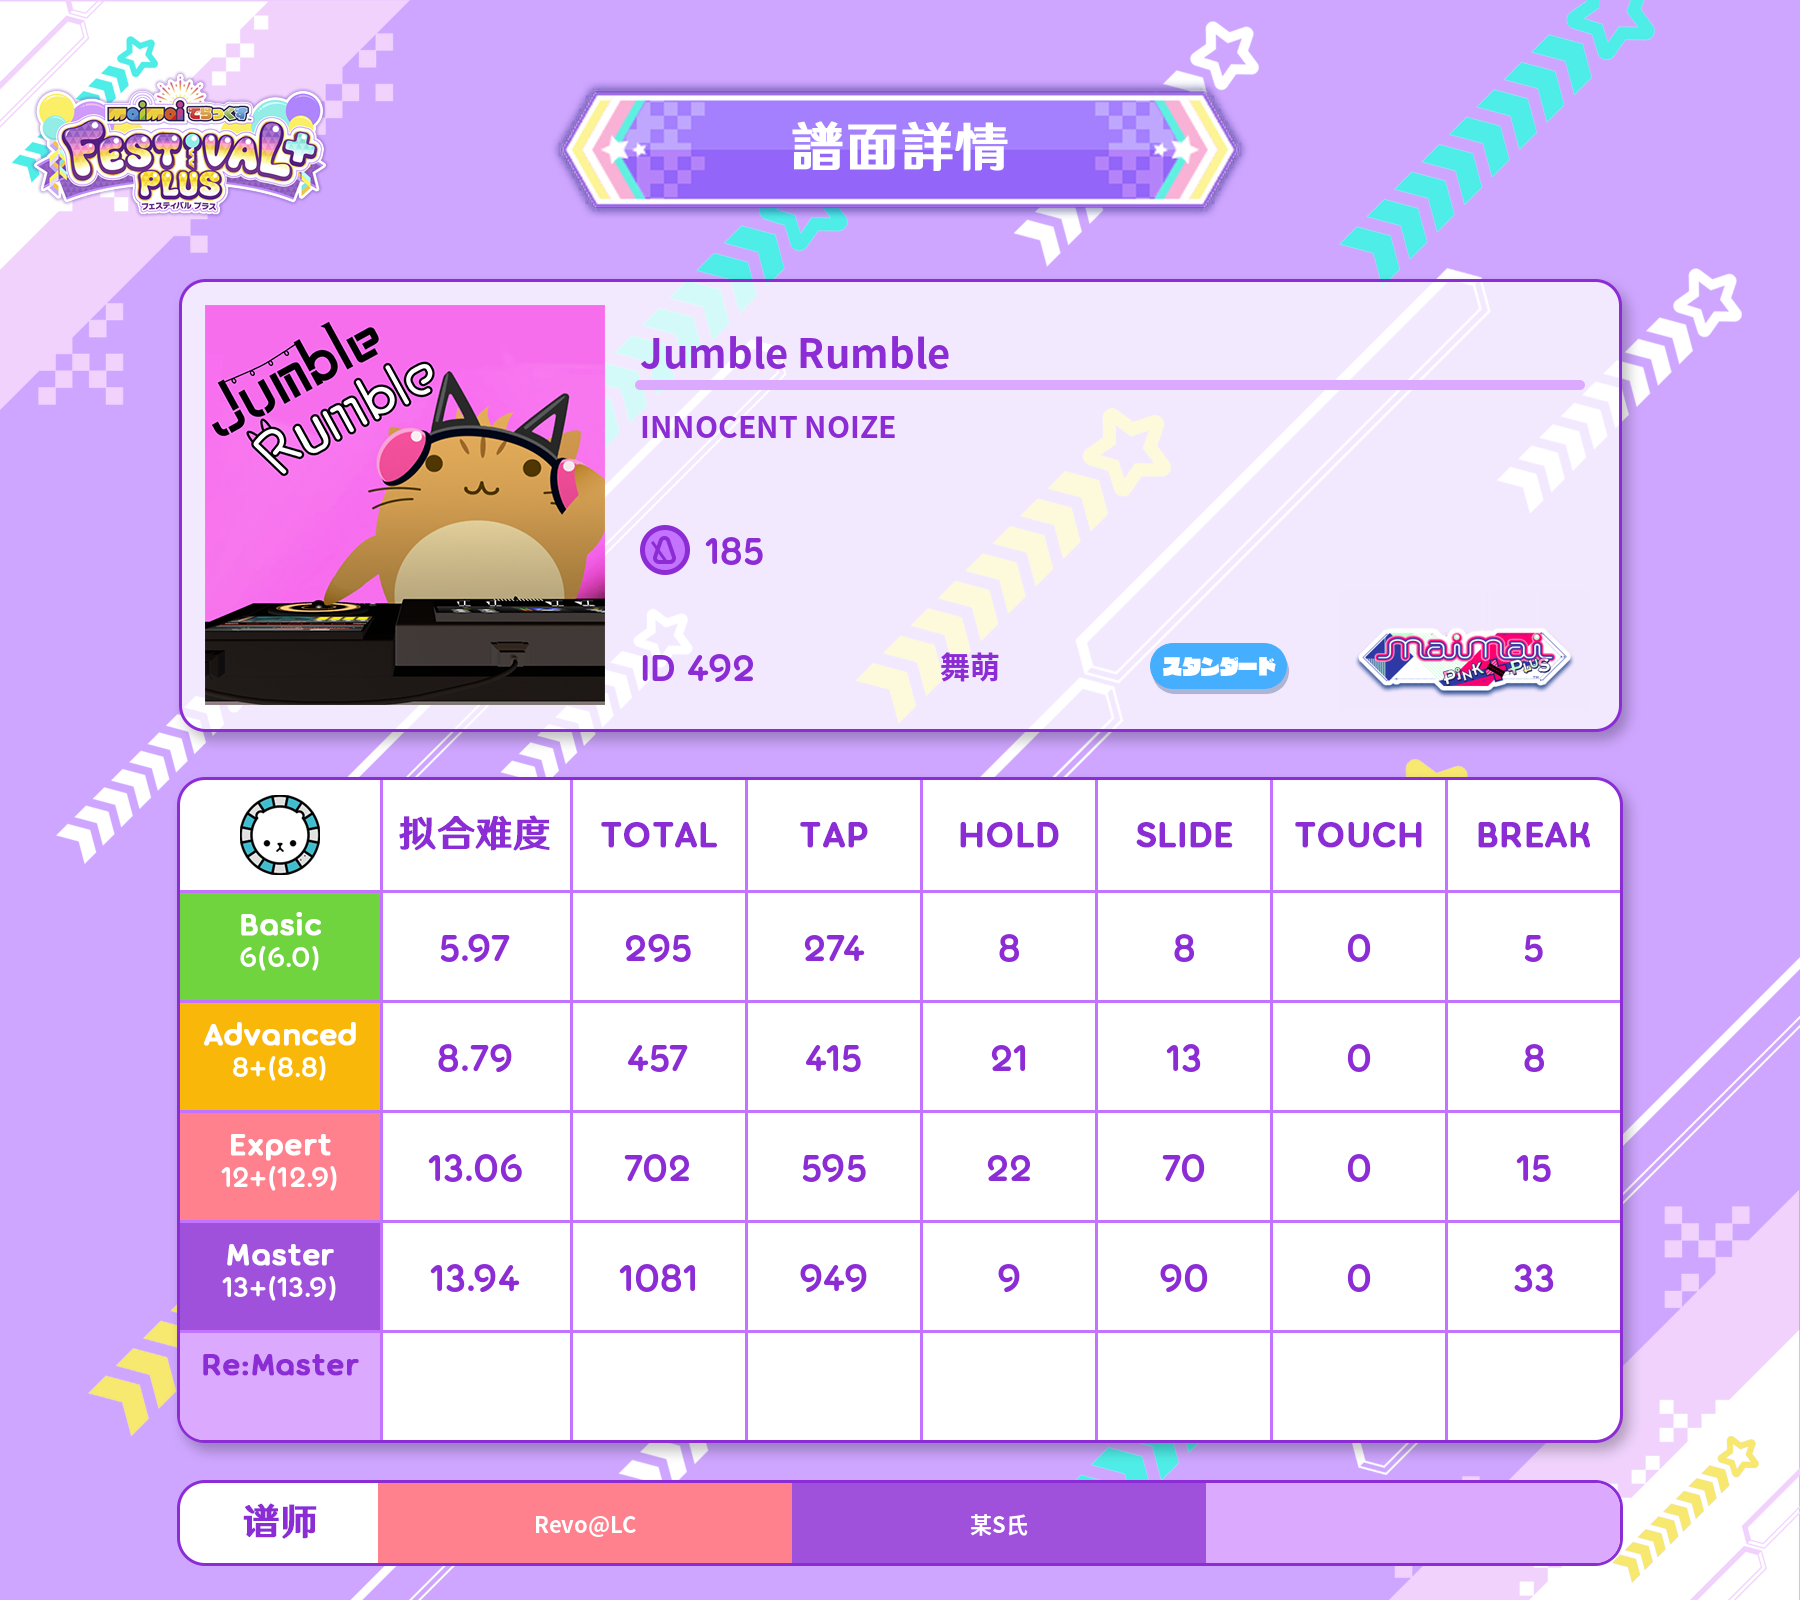 maimai でらっくす
FESTIVAL+
PLUS
フェスティバル プラス
譜面詳情
Jumble
Rumble
Jumble Rumble
INNOCENT NOIZE
185
ID 492
舞萌
スタンダード
maimai
PiNK PLUS
拟合难度 TOTAL TAP HOLD SLIDE TOUCH BREAK
Basic
6(6.0) 5.97 295 274 8 8 0 5
Advanced
8+(8.8) 8.79 457 415 21 13 0 8
Expert
12+(12.9) 13.06 702 595 22 70 0 15
Master
13+(13.9) 13.94 1081 949 9 90 0 33
Re:Master
谱师 Revo@LC 某S氏